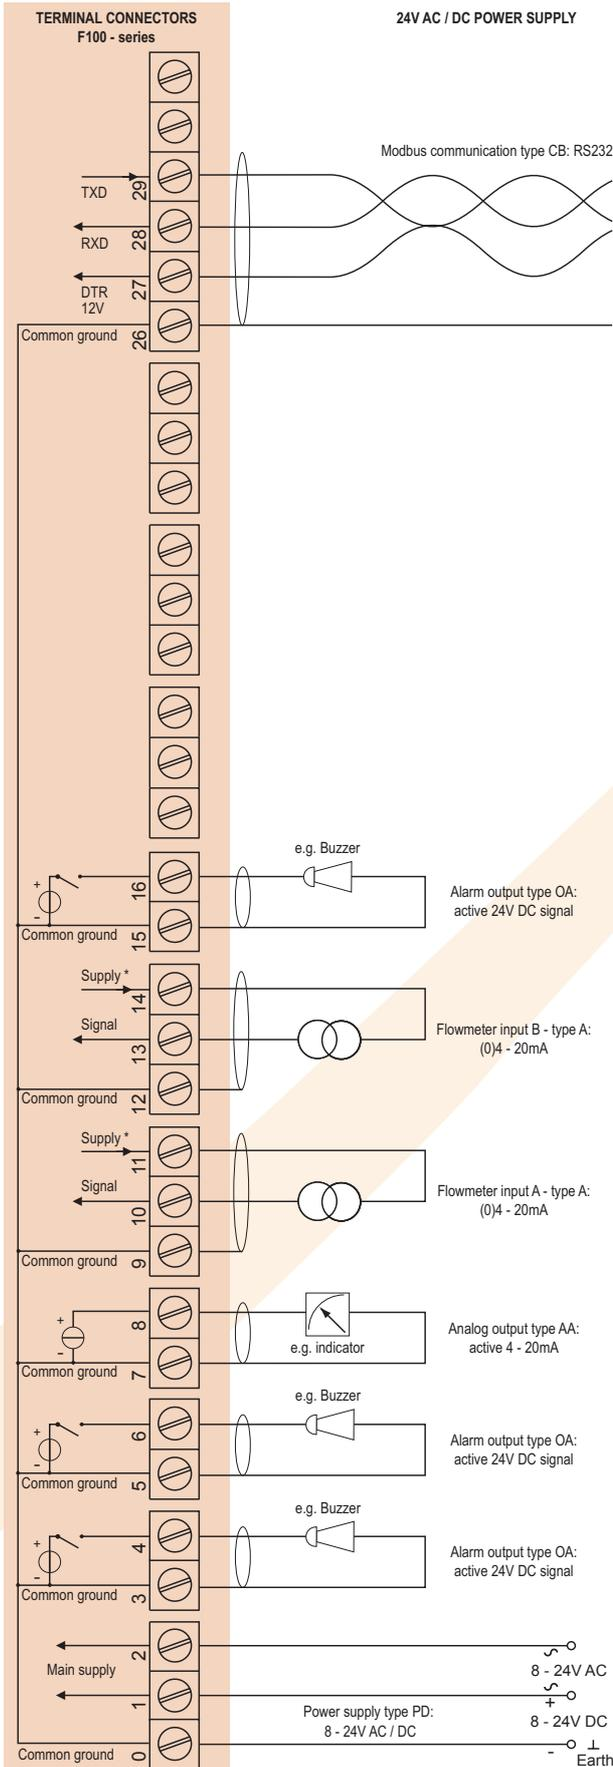 TERMINAL CONNECTORS
F100 - series
24V AC / DC POWER SUPPLY
Modbus communication type CB: RS232
TXD
29
RXD
28
DTR
12V
27
Common ground
26
e.g. Buzzer
+
-
16
Alarm output type OA:
active 24V DC signal
Common ground
15
Supply *
14
Signal
13
Flowmeter input B - type A:
(0)4 - 20mA
Common ground
12
Supply *
11
Signal
10
Flowmeter input A - type A:
(0)4 - 20mA
Common ground
9
+
-
8
e.g. indicator
Analog output type AA:
active 4 - 20mA
Common ground
7
e.g. Buzzer
+
-
6
Alarm output type OA:
active 24V DC signal
Common ground
5
e.g. Buzzer
+
-
4
Alarm output type OA:
active 24V DC signal
Common ground
3
2
Main supply
8 - 24V AC
1
+
Power supply type PD:
8 - 24V AC / DC
8 - 24V DC
Common ground
0
-
Earth